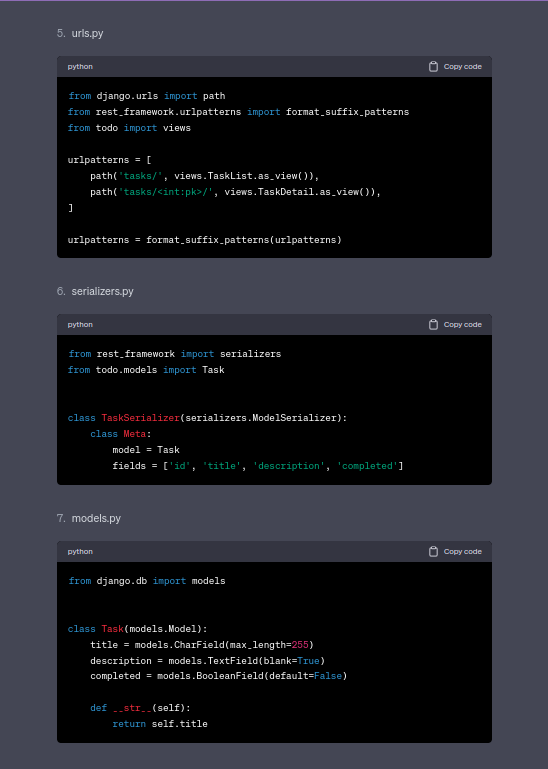 5. urls.py
python
Copy code
from django.urls import path
from rest_framework.urlpatterns import format_suffix_patterns
from todo import views
urlpatterns = [
    path('tasks/', views.TaskList.as_view()),
    path('tasks/<int:pk>/', views.TaskDetail.as_view()),
]
urlpatterns = format_suffix_patterns(urlpatterns)
6. serializers.py
python
Copy code
from rest_framework import serializers
from todo.models import Task
class TaskSerializer(serializers.ModelSerializer):
    class Meta:
        model = Task
        fields = ['id', 'title', 'description', 'completed']
7. models.py
python
Copy code
from django.db import models
class Task(models.Model):
    title = models.CharField(max_length=255)
    description = models.TextField(blank=True)
    completed = models.BooleanField(default=False)
    def __str__(self):
        return self.title